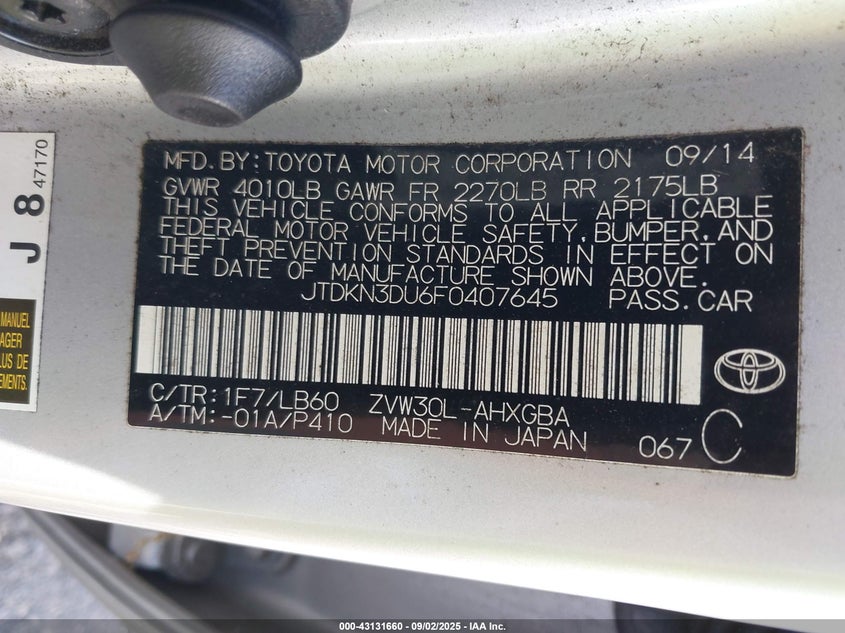 MFD. BY: TOYOTA MOTOR CORPORATION 09/14
GVWR 4010LB GAWR FR 2270LB RR 2175LB
THIS VEHICLE CONFORMS TO ALL APPLICABLE
FEDERAL MOTOR VEHICLE SAFETY, BUMPER, AND
THEFT PREVENTION STANDARDS IN EFFECT ON
THE DATE OF MANUFACTURE SHOWN ABOVE.
JTDKN3DU6F0407645 PASS. CAR
C/TR: 1F7/LB60 ZVW30L-AHXGBA
A/TM: -01A/P410 MADE IN JAPAN 067 C
J 8 47170
MANUEL
AGER
LUS DE
EMENTS.
000-43131660 - 09/02/2025 - IAA Inc.